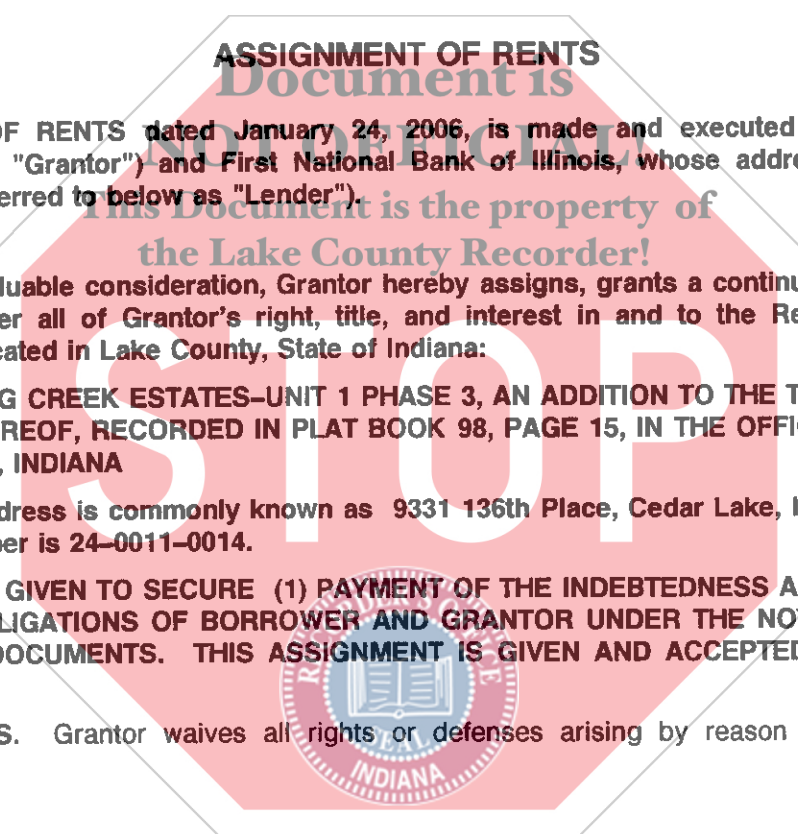 ASSIGNMENT OF RENTS
Document is
OF RENTS dated January 24, 2006, is made and executed
NOT OFFICIAL!
"Grantor") and First National Bank of Illinois, whose addre
erred to below as "Lender").
This Document is the property of
the Lake County Recorder!
luable consideration, Grantor hereby assigns, grants a continu
er all of Grantor's right, title, and interest in and to the Re
cated in Lake County, State of Indiana:
STOP
G CREEK ESTATES–UNIT 1 PHASE 3, AN ADDITION TO THE T
REOF, RECORDED IN PLAT BOOK 98, PAGE 15, IN THE OFFI
, INDIANA
dress is commonly known as 9331 136th Place, Cedar Lake, I
er is 24–0011–0014.
GIVEN TO SECURE (1) PAYMENT OF THE INDEBTEDNESS A
LIGATIONS OF BORROWER AND GRANTOR UNDER THE NO
DOCUMENTS. THIS ASSIGNMENT IS GIVEN AND ACCEPTED
RECORDER'S OFFICE
SEAL
INDIANA
S. Grantor waives all rights or defenses arising by reason